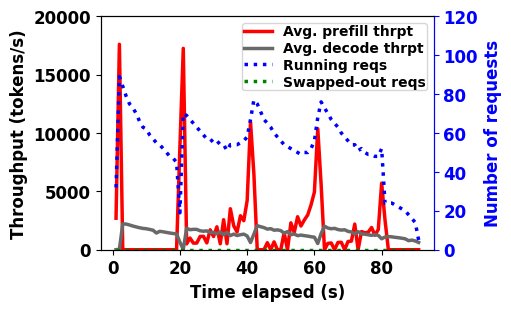 Throughput (tokens/s)
20000
15000
10000
5000
0
Avg. prefill thrpt
Avg. decode thrpt
Running reqs
Swapped-out reqs
120
100
80
60
40
20
0
Number of requests
0 20 40 60 80
Time elapsed (s)